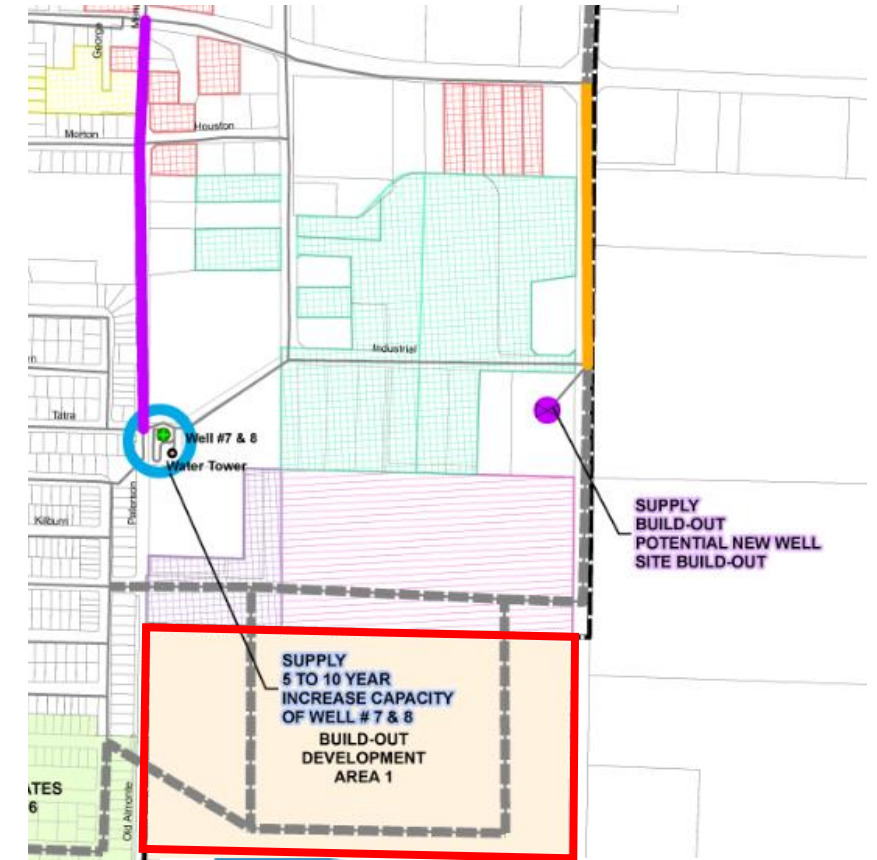 George
Houston
Morton
Industrial
Tatra
Well #7 & 8
Water Tower
Kilburn
Paterson
SUPPLY
BUILD-OUT
POTENTIAL NEW WELL
SITE BUILD-OUT
SUPPLY
5 TO 10 YEAR
INCREASE CAPACITY
OF WELL # 7 & 8
BUILD-OUT
DEVELOPMENT
AREA 1
ATES
6
Old Almonte